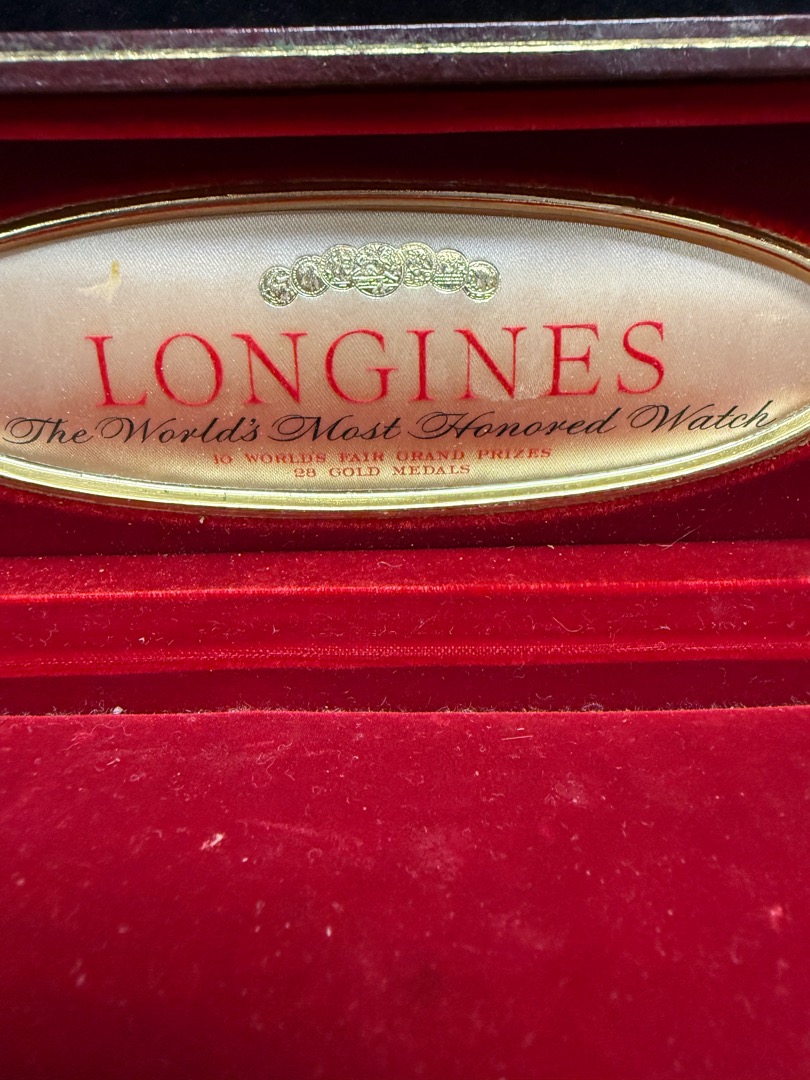 LONGINES
The World's Most Honored Watch
10 WORLD'S FAIR GRAND PRIZES
28 GOLD MEDALS